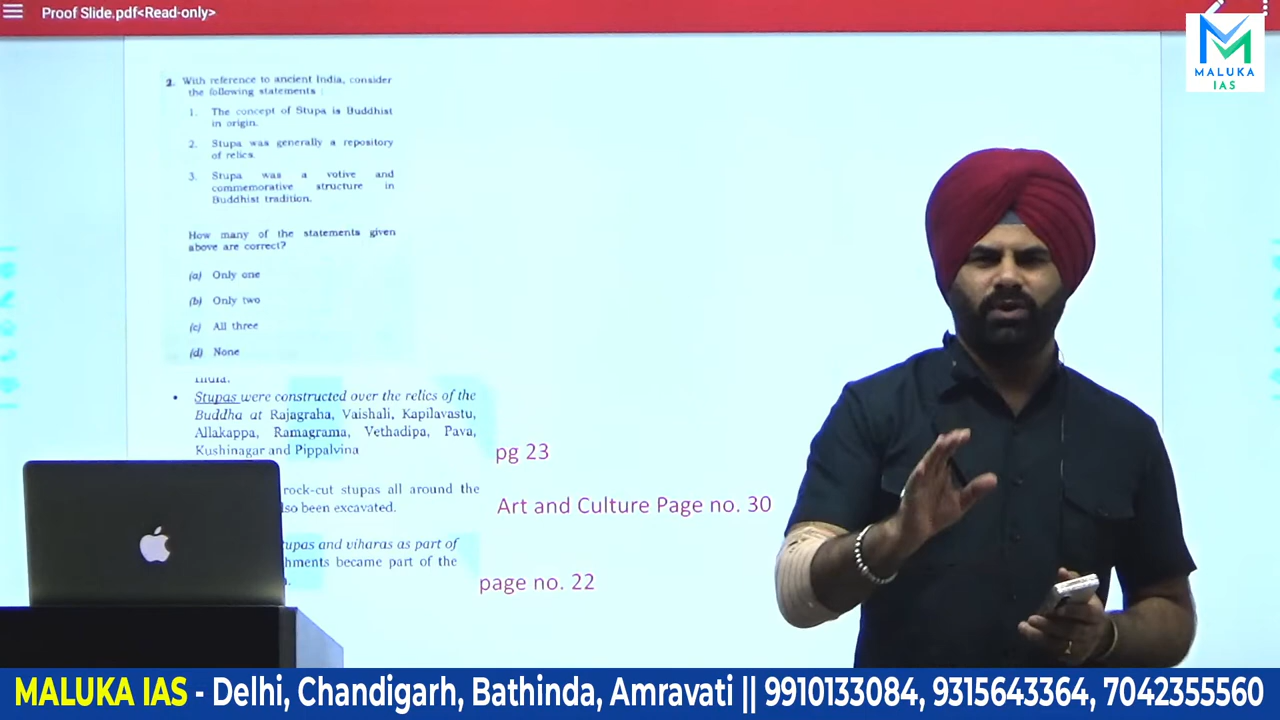 Proof Slide.pdf<Read-only>
MALUKA
IAS
2. With reference to ancient India, consider
the following statements :
1. The concept of Stupa is Buddhist
in origin.
2. Stupa was generally a repository
of relics.
3. Stupa was a votive and
commemorative structure in
Buddhist tradition.
How many of the statements given
above are correct?
(a) Only one
(b) Only two
(c) All three
(d) None
India.
• Stupas were constructed over the relics of the
Buddha at Rajagraha, Vaishali, Kapilavastu,
Allakappa, Ramagrama, Vethadipa, Pava,
Kushinagar and Pippalvina
pg 23
rock-cut stupas all around the
lso been excavated.
Art and Culture Page no. 30
upas and viharas as part of
hments became part of the
page no. 22
MALUKA IAS - Delhi, Chandigarh, Bathinda, Amravati || 9910133084, 9315643364, 7042355560